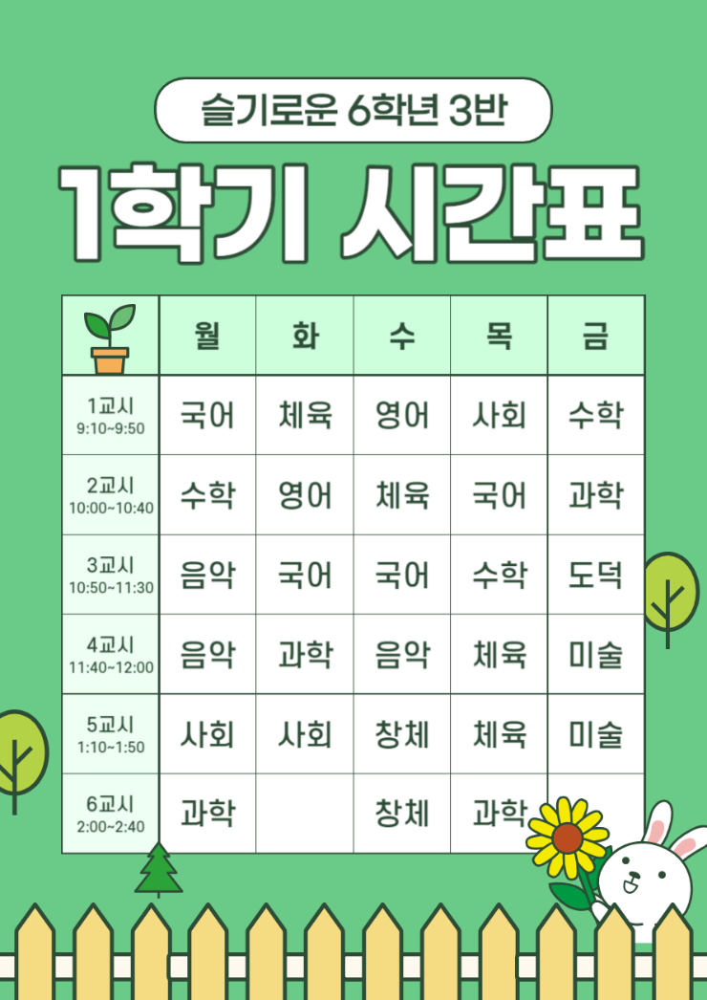 슬기로운 6학년 3반
1학기 시간표
월 화 수 목 금
1교시 국어 체육 영어 사회 수학
9:10~9:50
2교시 수학 영어 체육 국어 과학
10:00~10:40
3교시 음악 국어 국어 수학 도덕
10:50~11:30
4교시 음악 과학 음악 체육 미술
11:40~12:00
5교시 사회 사회 창체 체육 미술
1:10~1:50
6교시 과학 창체 과학
2:00~2:40